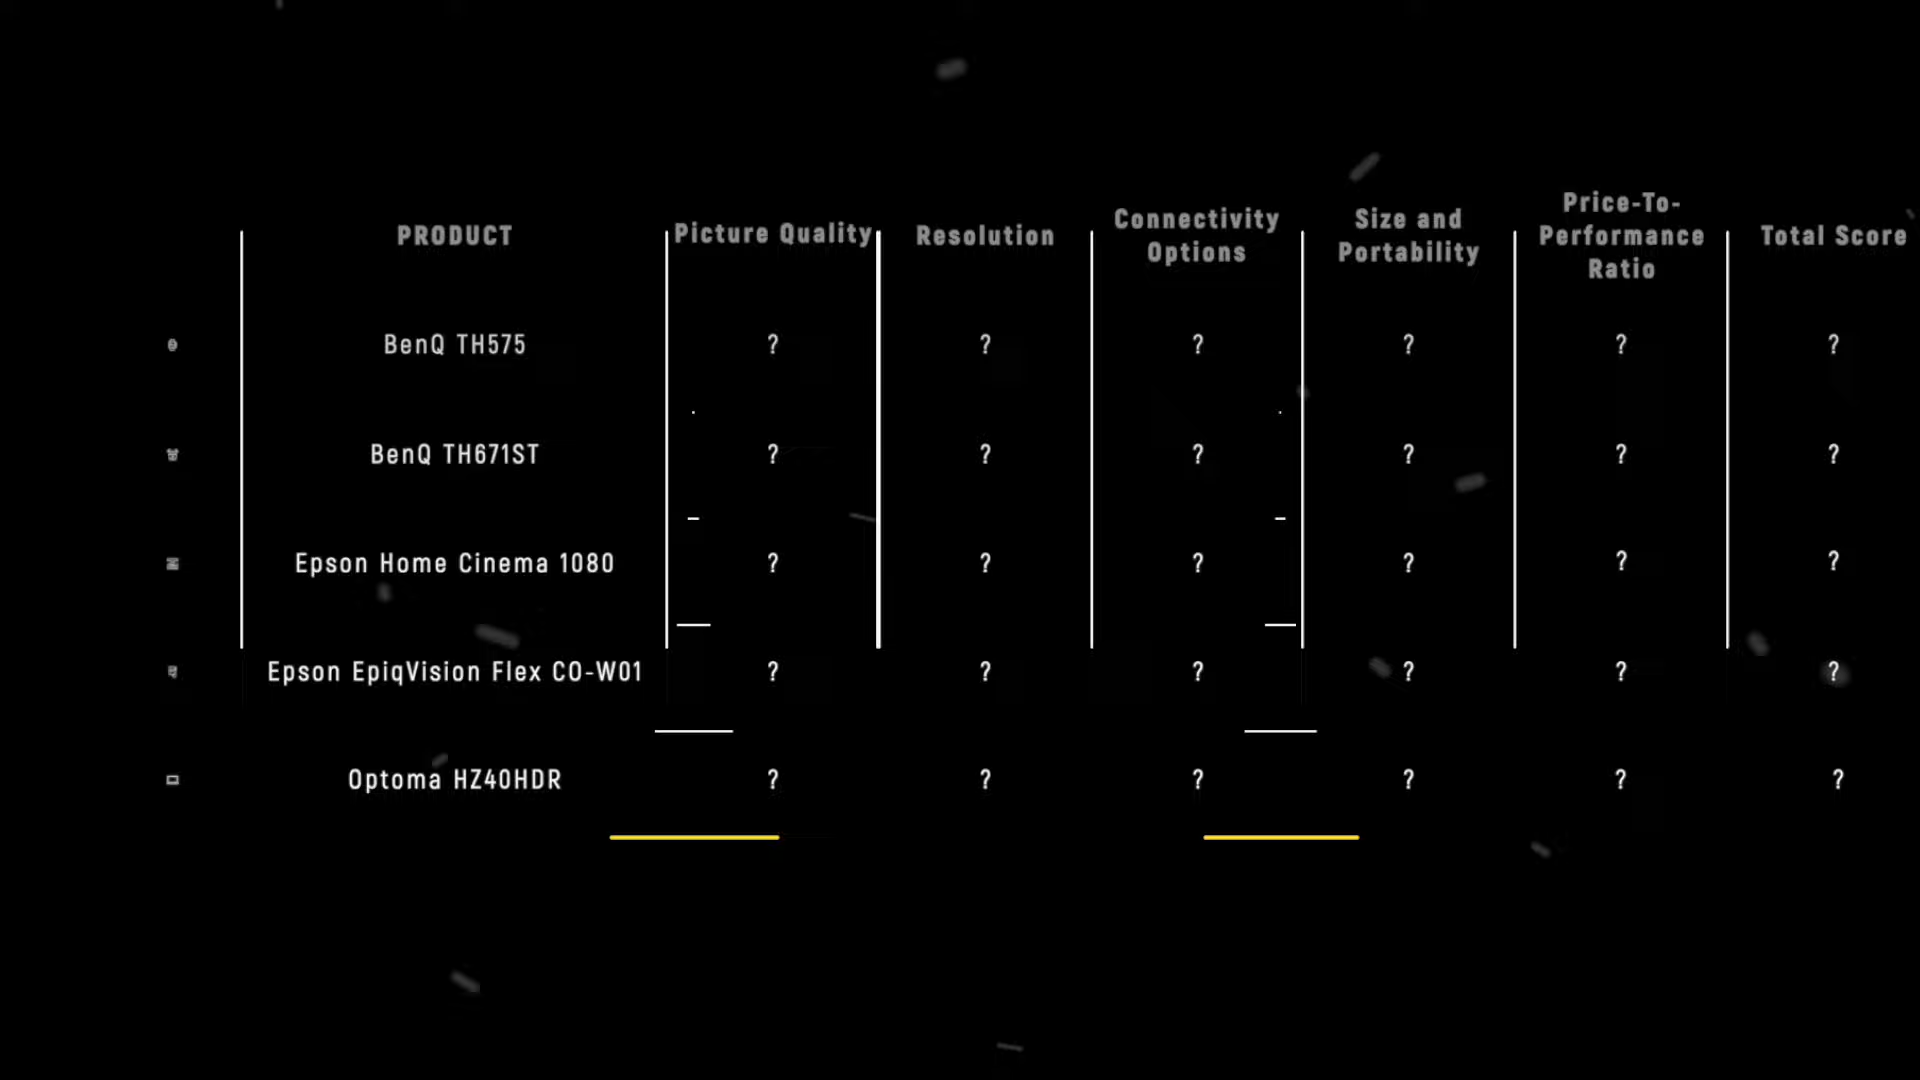 PRODUCT
Picture Quality
Resolution
Connectivity
Options
Size and
Portability
Price-To-
Performance
Ratio
Total Score
BenQ TH575 ? ? ? ? ? ?
BenQ TH671ST ? ? ? ? ? ?
Epson Home Cinema 1080 ? ? ? ? ? ?
Epson EpiqVision Flex CO-W01 ? ? ? ? ? ?
Optoma HZ40HDR ? ? ? ? ? ?